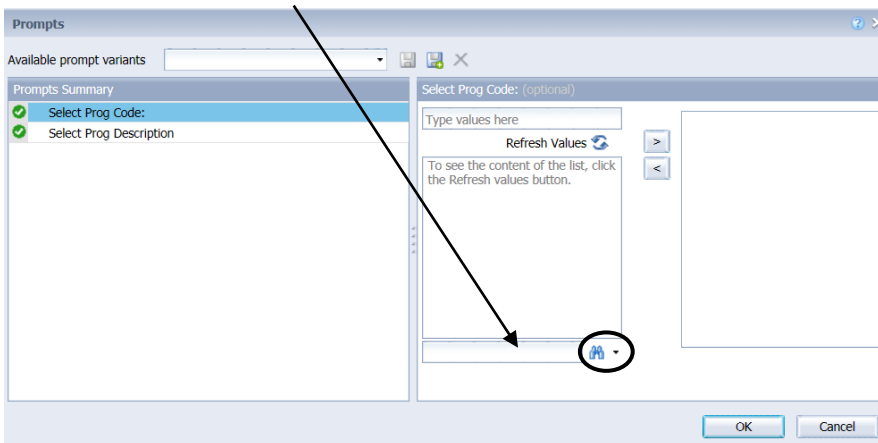 Prompts
Available prompt variants
Prompts Summary
Select Prog Code:
Select Prog Description
Select Prog Code: (optional)
Type values here
Refresh Values
To see the content of the list, click
the Refresh values button.
>
<
OK
Cancel